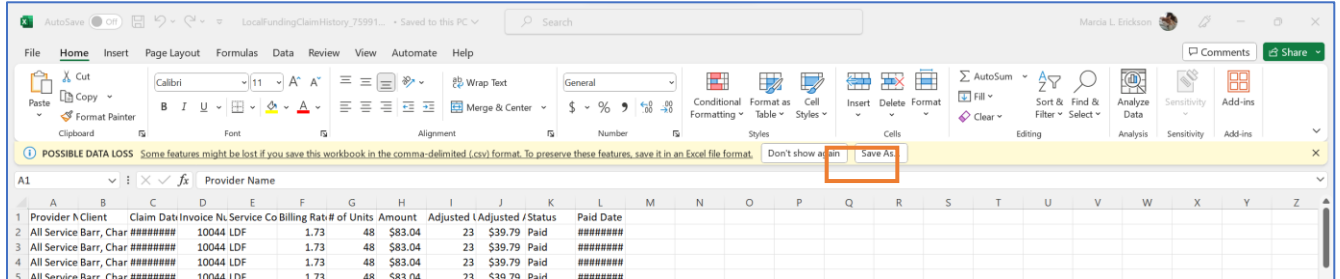 AutoSave Off LocalFundingClaimHistory_75991... • Saved to this PC Search Marcia L. Erickson
File Home Insert Page Layout Formulas Data Review View Automate Help Comments Share
Paste Cut Copy Format Painter
Calibri 11 A A B I U A
Wrap Text Merge & Center
General $ % 9
Conditional Formatting Format as Table Cell Styles
Insert Delete Format
AutoSum Fill Clear Sort & Filter Find & Select
Analyze Data Sensitivity Add-ins
Clipboard Font Alignment Number Styles Cells Editing Analysis Sensitivity Add-ins
POSSIBLE DATA LOSS Some features might be lost if you save this workbook in the comma-delimited (.csv) format. To preserve these features, save it in an Excel file format. Don't show again Save As...
A1 fx Provider Name
A B C D E F G H I J K L M N O P Q R S T U V W X Y Z
1 Provider N Client Claim Date Invoice Nu Service Co Billing Rate # of Units Amount Adjusted U Adjusted A Status Paid Date
2 All Service Barr, Char ######## 10044 LDF 1.73 48 $83.04 23 $39.79 Paid ########
3 All Service Barr, Char ######## 10044 LDF 1.73 48 $83.04 23 $39.79 Paid ########
4 All Service Barr, Char ######## 10044 LDF 1.73 48 $83.04 23 $39.79 Paid ########
5 All Service Barr, Char ######## 10044 LDF 1.73 48 $83.04 23 $39.79 Paid ########